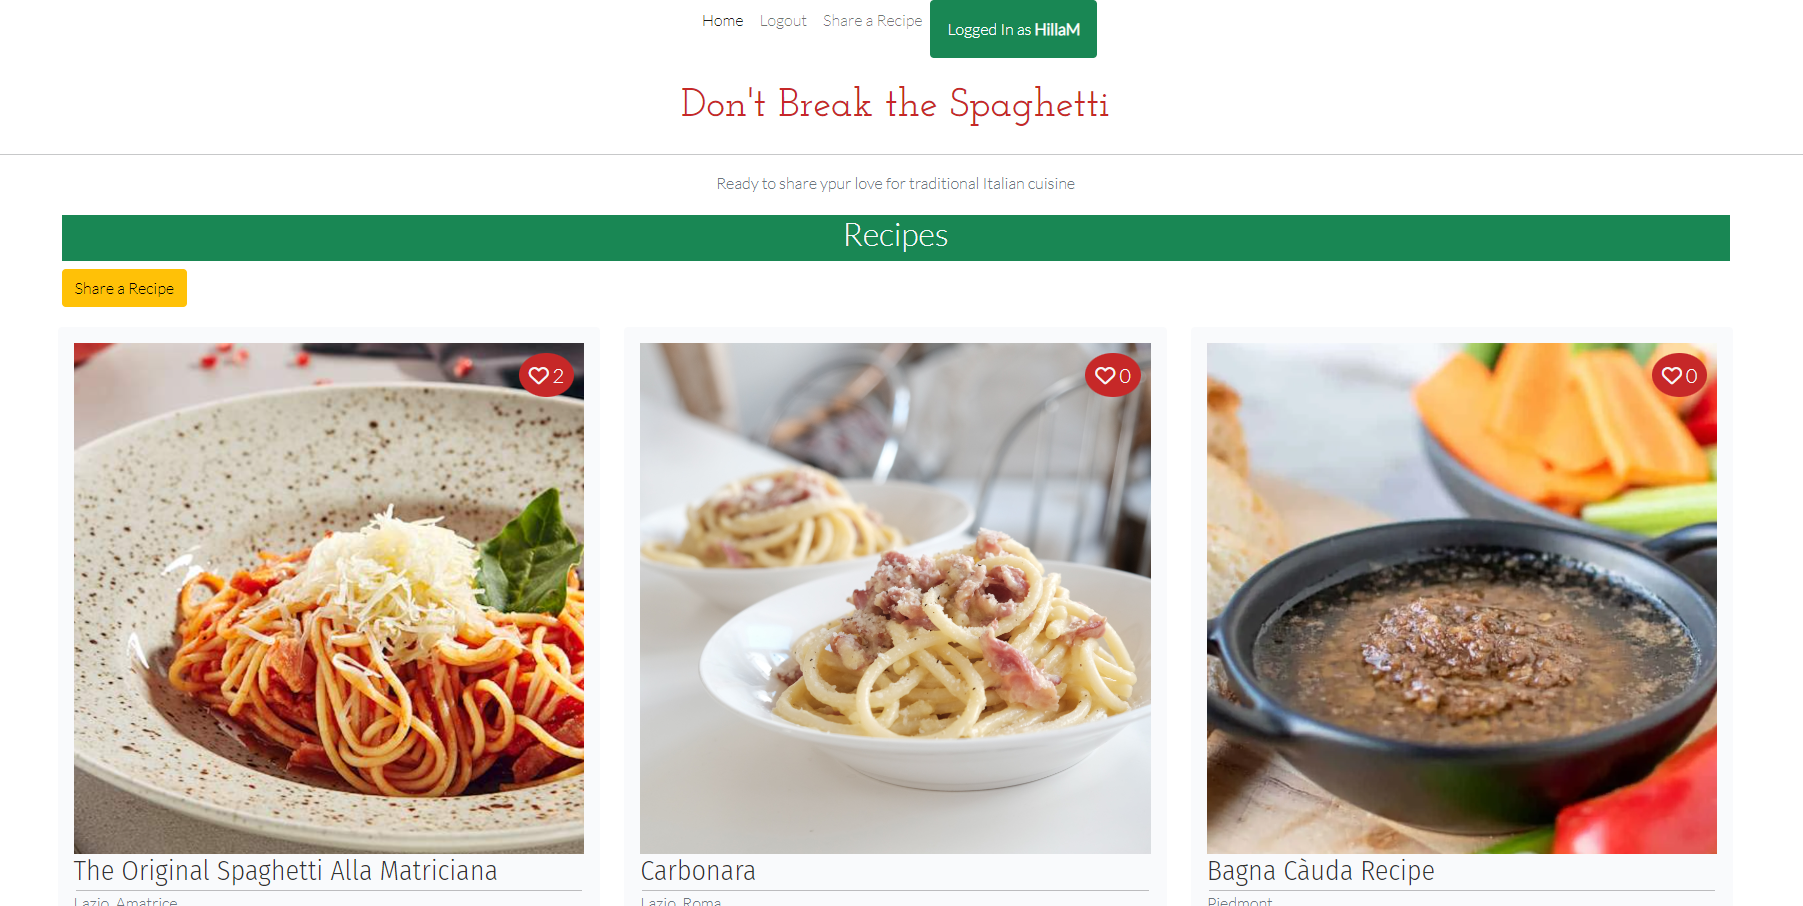 Home Logout Share a Recipe Logged In as HillaM
Don't Break the Spaghetti
Ready to share ypur love for traditional Italian cuisine
Recipes
Share a Recipe
2
0
0
The Original Spaghetti Alla Matriciana
Carbonara
Bagna Càuda Recipe
Lazio, Amatrice
Lazio, Roma
Piedmont